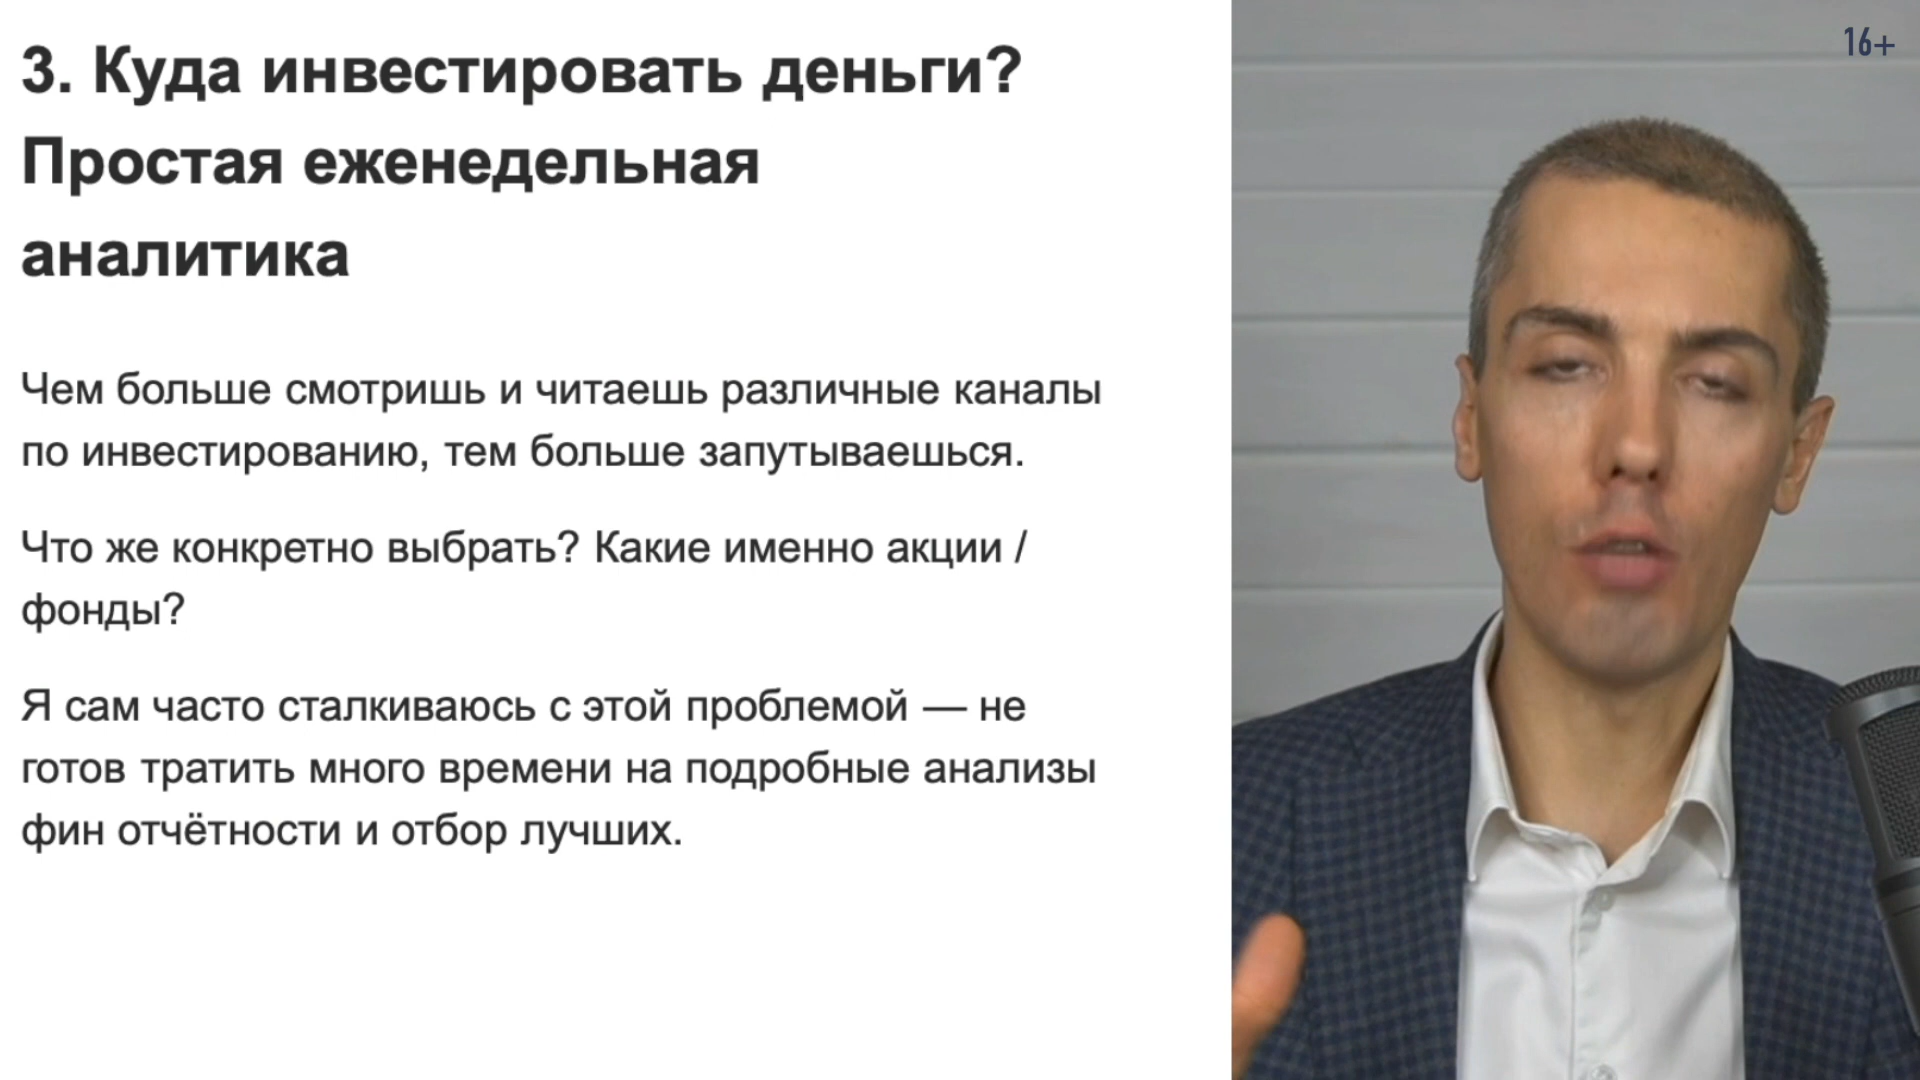 3. Куда инвестировать деньги?
Простая еженедельная
аналитика
Чем больше смотришь и читаешь различные каналы
по инвестированию, тем больше запутываешься.
Что же конкретно выбрать? Какие именно акции /
фонды?
Я сам часто сталкиваюсь с этой проблемой — не
готов тратить много времени на подробные анализы
фин отчётности и отбор лучших.
16+